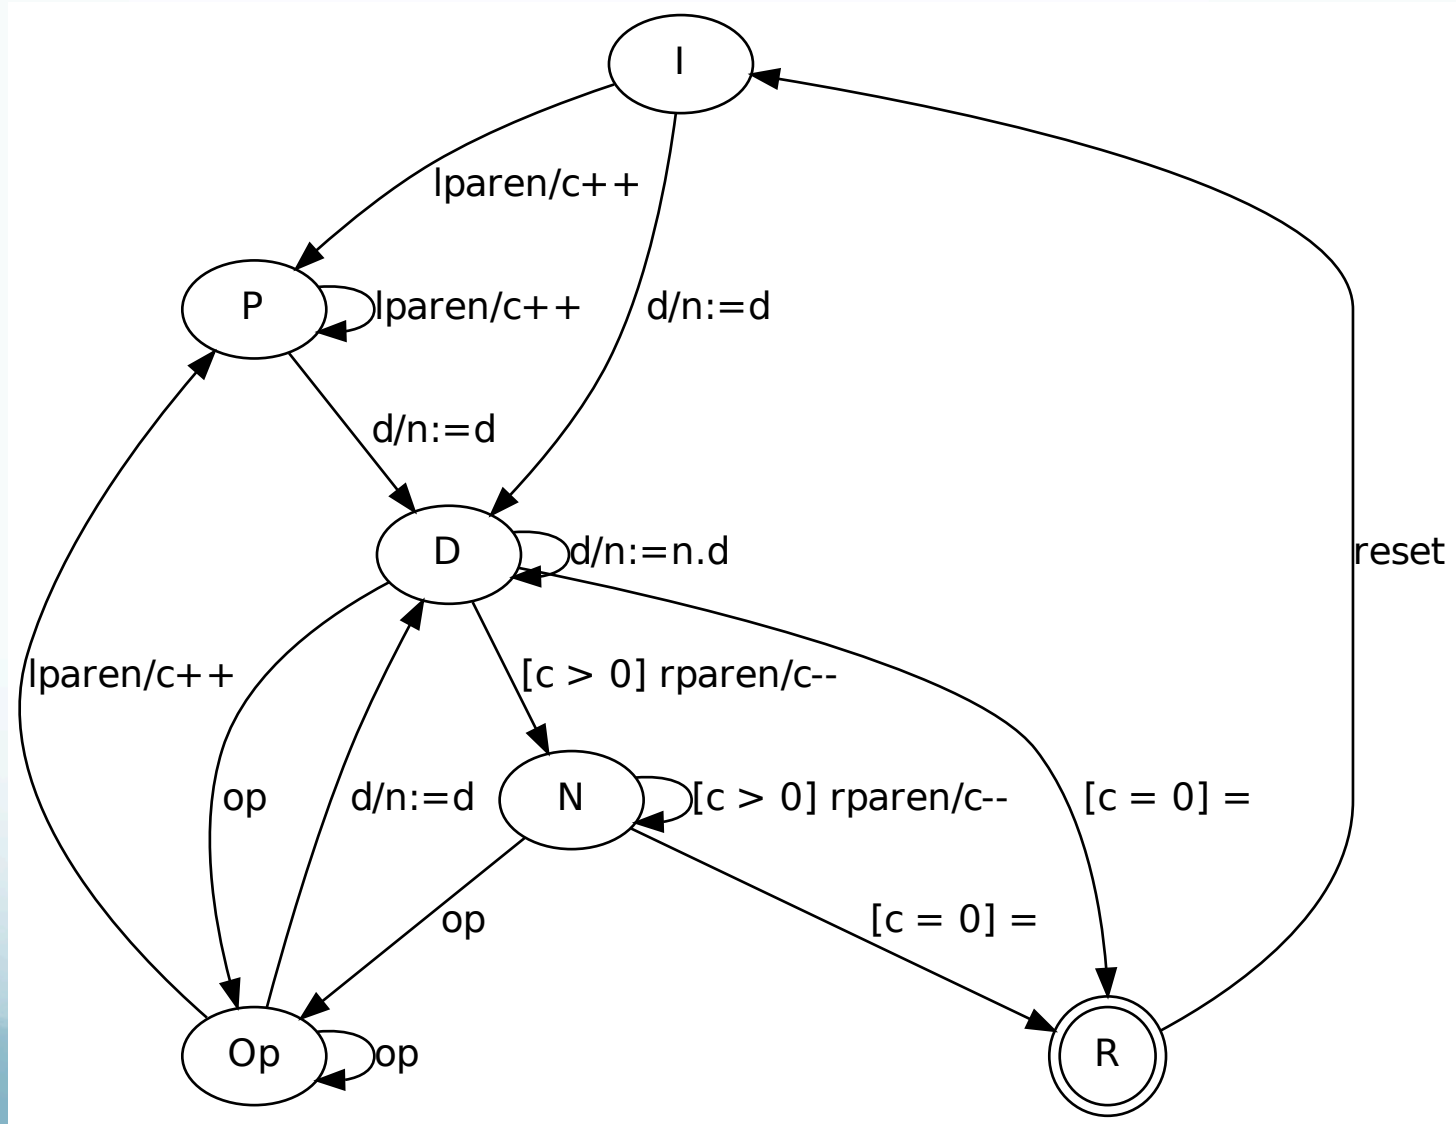 I
lparen/c++
P
lparen/c++
d/n:=d
d/n:=d
D
d/n:=n.d
reset
lparen/c++
[c > 0] rparen/c--
op
d/n:=d
N
[c > 0] rparen/c--
[c = 0] =
op
[c = 0] =
Op
op
R